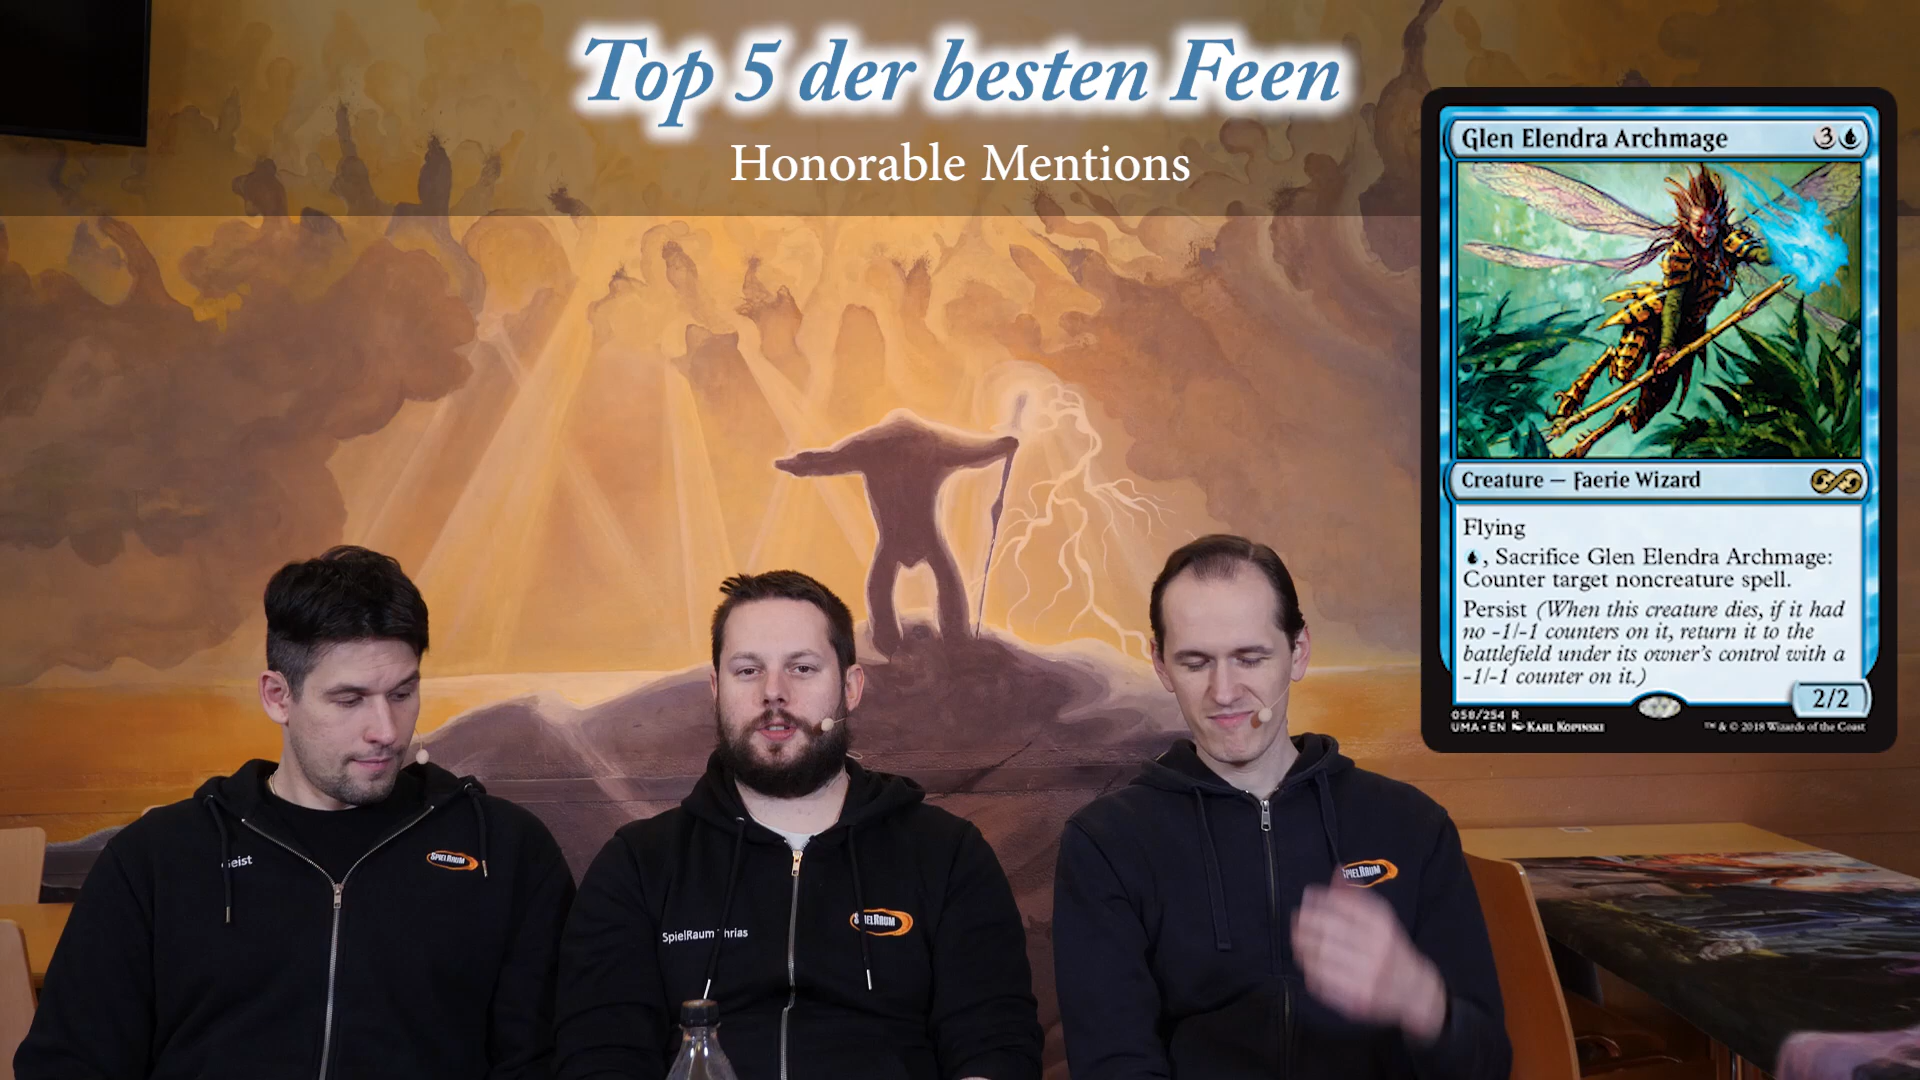 Top 5 der besten Feen
Honorable Mentions
Glen Elendra Archmage 3
Creature — Faerie Wizard
Flying
, Sacrifice Glen Elendra Archmage:
Counter target noncreature spell.
Persist (When this creature dies, if it had
no -1/-1 counters on it, return it to the
battlefield under its owner's control with a
-1/-1 counter on it.)
2/2
058/254 R
UMA • EN Karl Kopinski
™ & © 2018 Wizards of the Coast
SPIELRAUM
SpielRaum